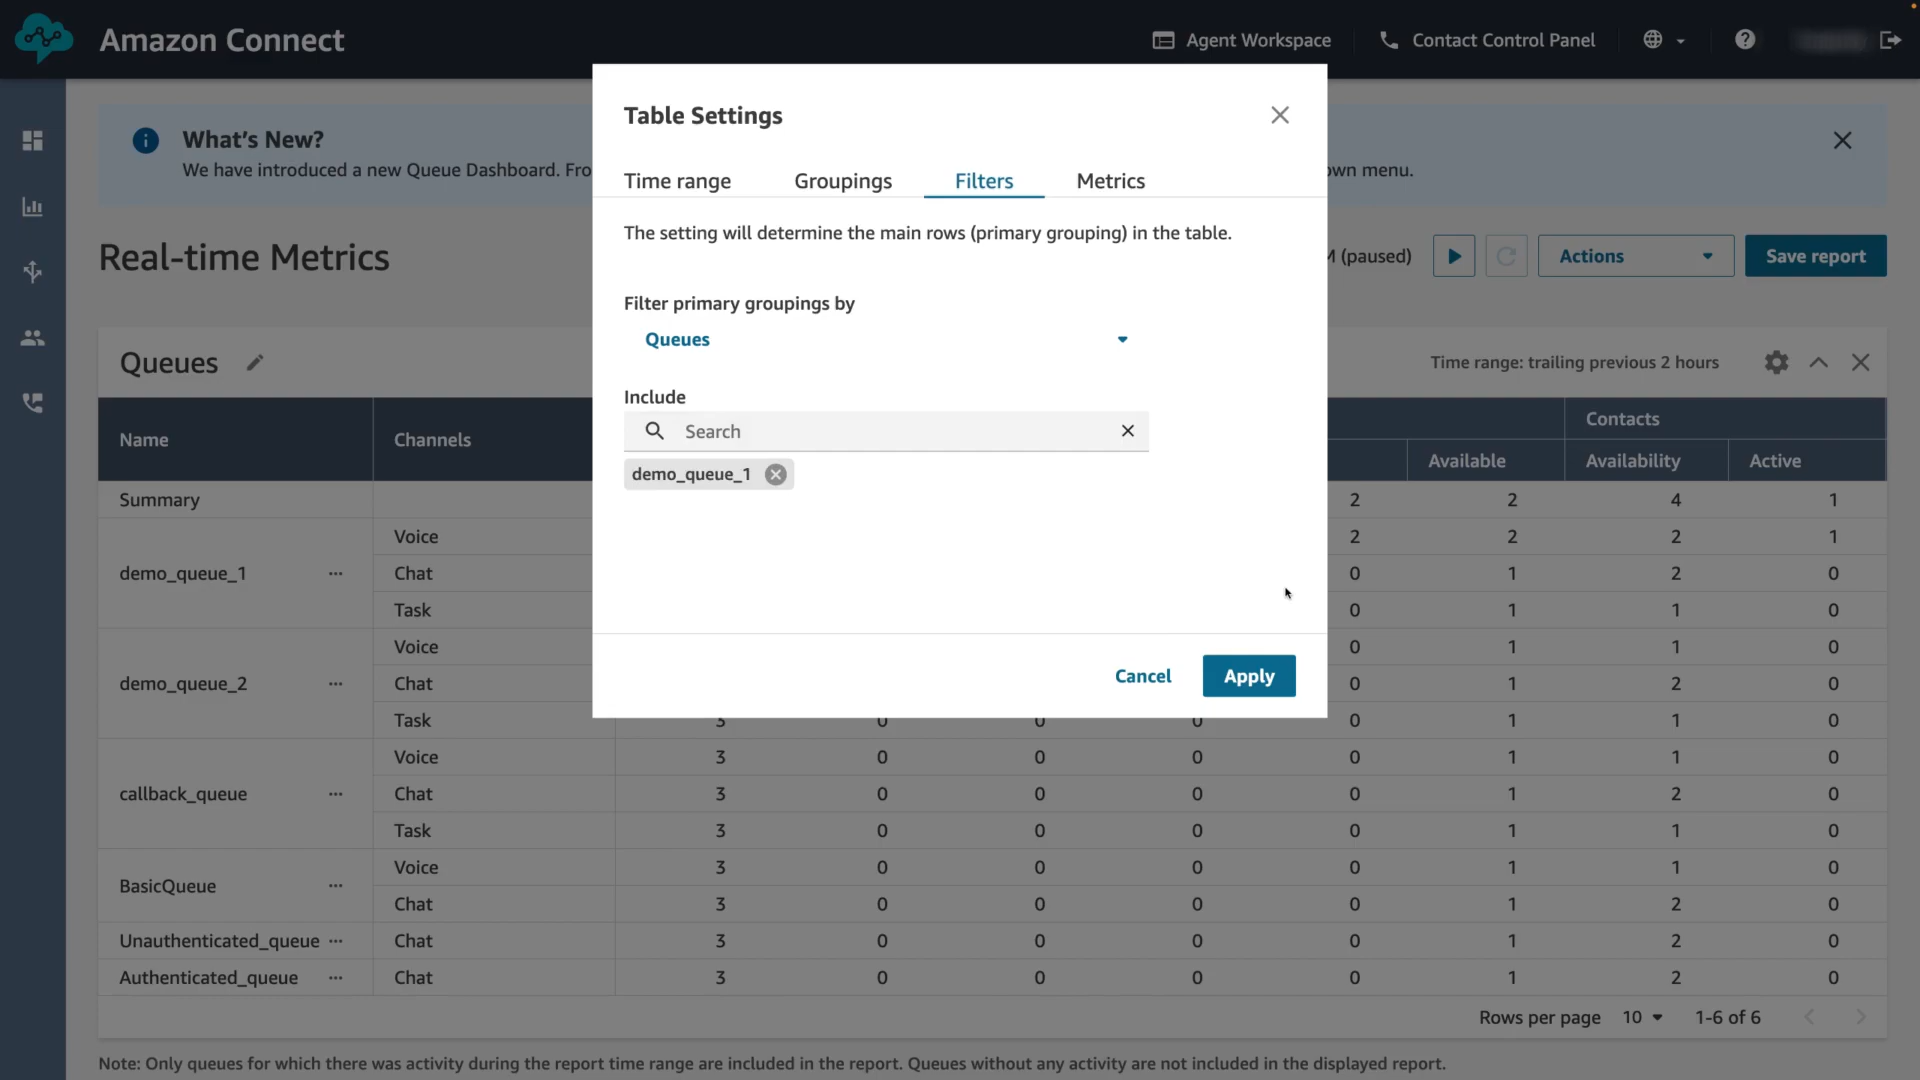 Amazon Connect
Agent Workspace
Contact Control Panel
What's New?
We have introduced a new Queue Dashboard. Fro
own menu.
Real-time Metrics
M (paused)
Actions
Save report
Queues
Time range: trailing previous 2 hours
Name Channels Contacts
Available Availability Active
Summary 2 2 4 1
demo_queue_1 ...
Voice 2 2 2 1
Chat 0 1 2 0
Task 0 1 1 0
demo_queue_2 ...
Voice 0 1 1 0
Chat 0 1 2 0
Task 3 0 0 0 0 1 1 0
callback_queue ...
Voice 3 0 0 0 0 1 1 0
Chat 3 0 0 0 0 1 2 0
Task 3 0 0 0 0 1 1 0
BasicQueue ...
Voice 3 0 0 0 0 1 1 0
Chat 3 0 0 0 0 1 2 0
Unauthenticated_queue ... Chat 3 0 0 0 0 1 2 0
Authenticated_queue ... Chat 3 0 0 0 0 1 2 0
Rows per page 10 1-6 of 6
Note: Only queues for which there was activity during the report time range are included in the report. Queues without any activity are not included in the displayed report.
Table Settings
Time range Groupings Filters Metrics
The setting will determine the main rows (primary grouping) in the table.
Filter primary groupings by
Queues
Include
Search
demo_queue_1
Cancel Apply